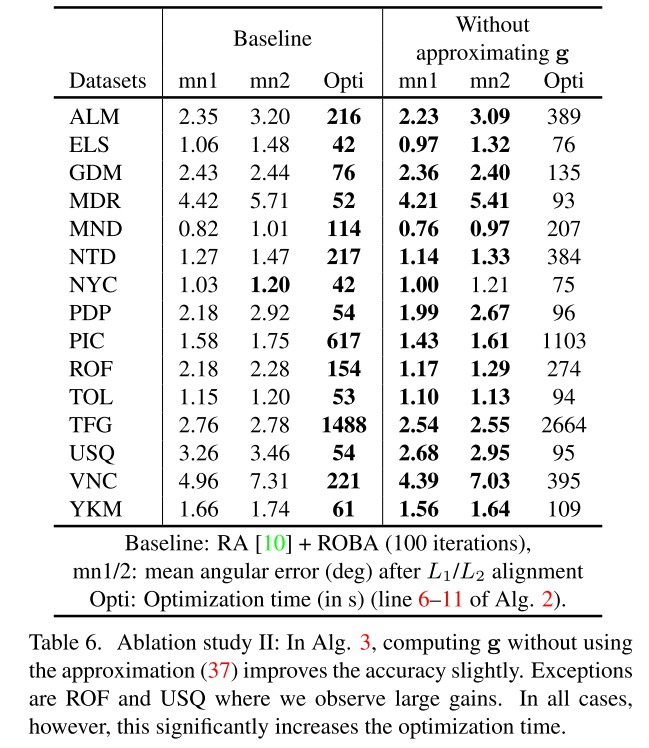 Baseline Without approximating g
Datasets mn1 mn2 Opti mn1 mn2 Opti
ALM 2.35 3.20 216 2.23 3.09 389
ELS 1.06 1.48 42 0.97 1.32 76
GDM 2.43 2.44 76 2.36 2.40 135
MDR 4.42 5.71 52 4.21 5.41 93
MND 0.82 1.01 114 0.76 0.97 207
NTD 1.27 1.47 217 1.14 1.33 384
NYC 1.03 1.20 42 1.00 1.21 75
PDP 2.18 2.92 54 1.99 2.67 96
PIC 1.58 1.75 617 1.43 1.61 1103
ROF 2.18 2.28 154 1.17 1.29 274
TOL 1.15 1.20 53 1.10 1.13 94
TFG 2.76 2.78 1488 2.54 2.55 2664
USQ 3.26 3.46 54 2.68 2.95 95
VNC 4.96 7.31 221 4.39 7.03 395
YKM 1.66 1.74 61 1.56 1.64 109
Baseline: RA [10] + ROBA (100 iterations),
mn1/2: mean angular error (deg) after L1/L2 alignment
Opti: Optimization time (in s) (line 6–11 of Alg. 2).
Table 6. Ablation study II: In Alg. 3, computing g without using
the approximation (37) improves the accuracy slightly. Exceptions
are ROF and USQ where we observe large gains. In all cases,
however, this significantly increases the optimization time.